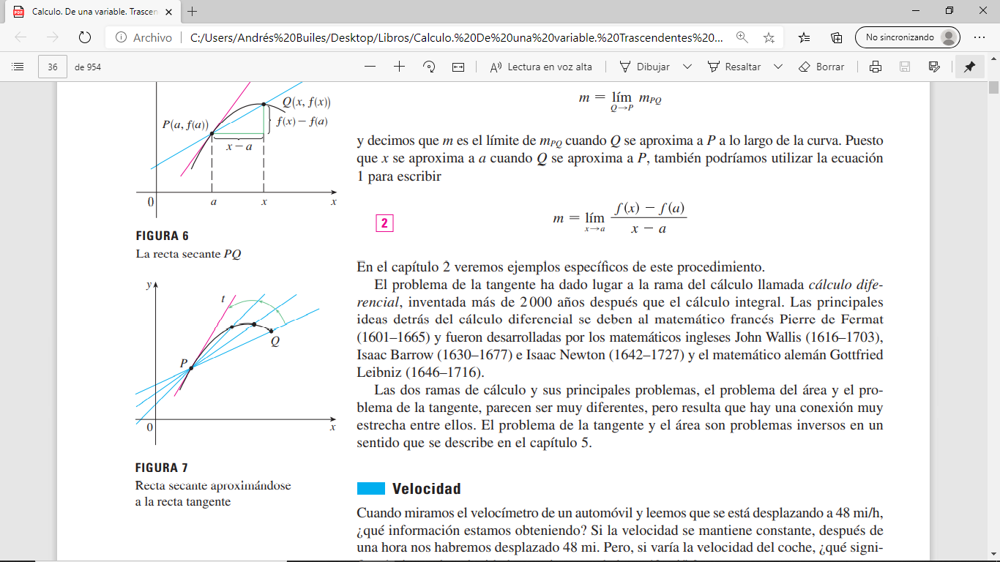 Calculo. De una variable. Trascen
Archivo
C:/Users/Andrés%20Builes/Desktop/Libros/Calculo.%20De%20una%20variable.%20Trascendentes%20...
No sincronizando
36 de 954
Lectura en voz alta
Dibujar
Resaltar
Borrar
Q(x, f(x))
P(a, f(a))
f(x) − f(a)
x − a
0 a x x
FIGURA 6
La recta secante PQ
y
t
Q
P
0 x
FIGURA 7
Recta secante aproximándose
a la recta tangente
m = lím mPQ
Q→P
y decimos que m es el límite de mPQ cuando Q se aproxima a P a lo largo de la curva. Puesto
que x se aproxima a a cuando Q se aproxima a P, también podríamos utilizar la ecuación
1 para escribir
2 m = lím f(x) − f(a)
x→a x − a
En el capítulo 2 veremos ejemplos específicos de este procedimiento.
El problema de la tangente ha dado lugar a la rama del cálculo llamada cálculo dife-
rencial, inventada más de 2 000 años después que el cálculo integral. Las principales
ideas detrás del cálculo diferencial se deben al matemático francés Pierre de Fermat
(1601–1665) y fueron desarrolladas por los matemáticos ingleses John Wallis (1616–1703),
Isaac Barrow (1630–1677) e Isaac Newton (1642–1727) y el matemático alemán Gottfried
Leibniz (1646–1716).
Las dos ramas de cálculo y sus principales problemas, el problema del área y el pro-
blema de la tangente, parecen ser muy diferentes, pero resulta que hay una conexión muy
estrecha entre ellos. El problema de la tangente y el área son problemas inversos en un
sentido que se describe en el capítulo 5.
Velocidad
Cuando miramos el velocímetro de un automóvil y leemos que se está desplazando a 48 mi/h,
¿qué información estamos obteniendo? Si la velocidad se mantiene constante, después de
una hora nos habremos desplazado 48 mi. Pero, si varía la velocidad del coche, ¿qué signi-